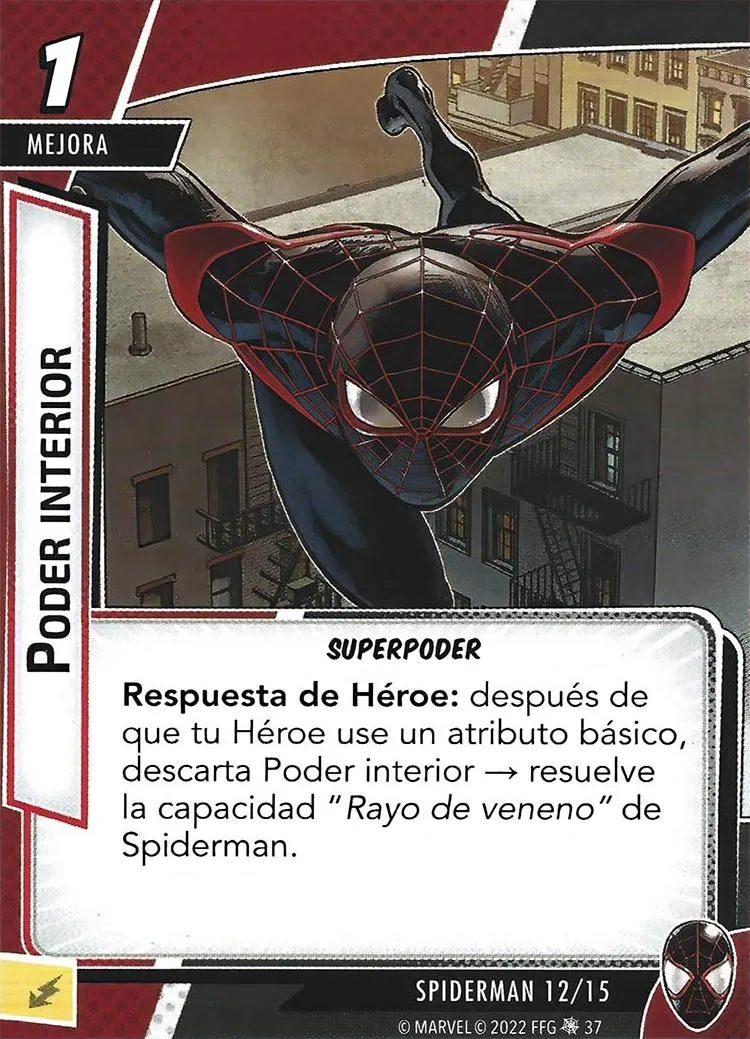 1
MEJORA
PODER INTERIOR
SUPERPODER
Respuesta de Héroe: después de
que tu Héroe use un atributo básico,
descarta Poder interior → resuelve
la capacidad "Rayo de veneno" de
Spiderman.
SPIDERMAN 12/15
© MARVEL © 2022 FFG 37